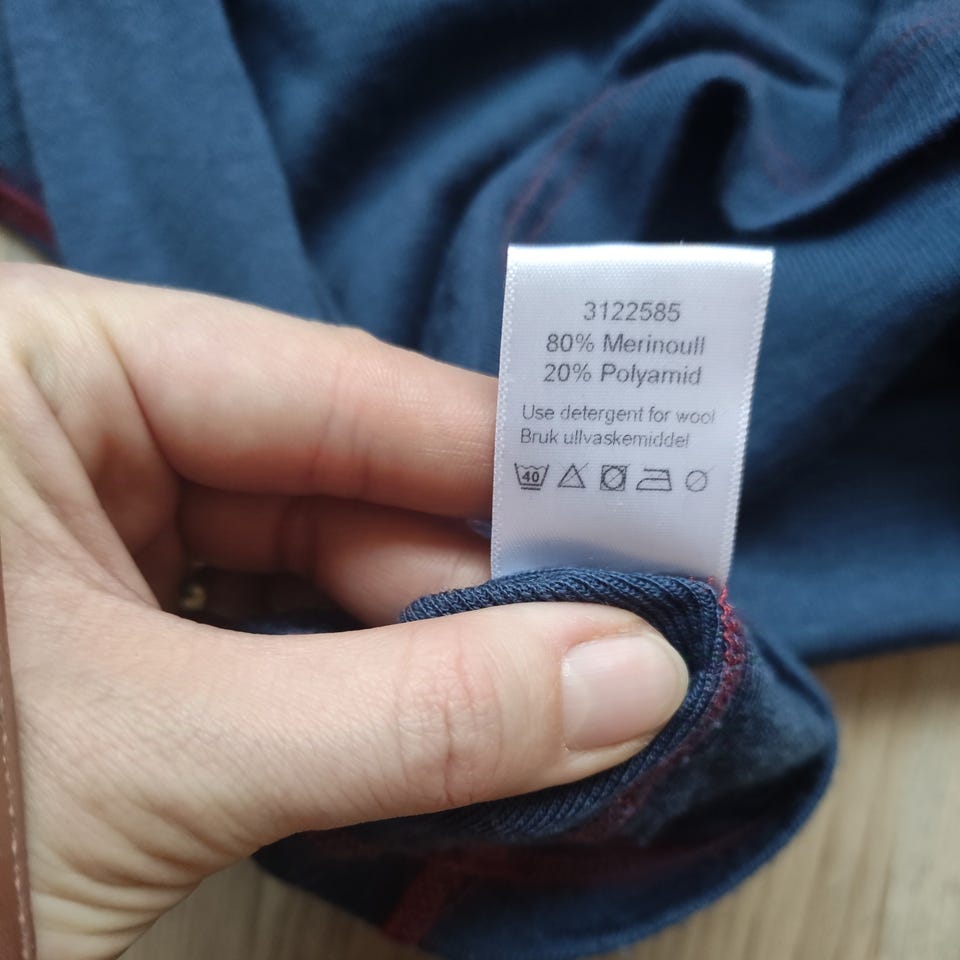 3122585
80% Merinoull
20% Polyamid
Use detergent for wool
Bruk ullvaskemiddel
40